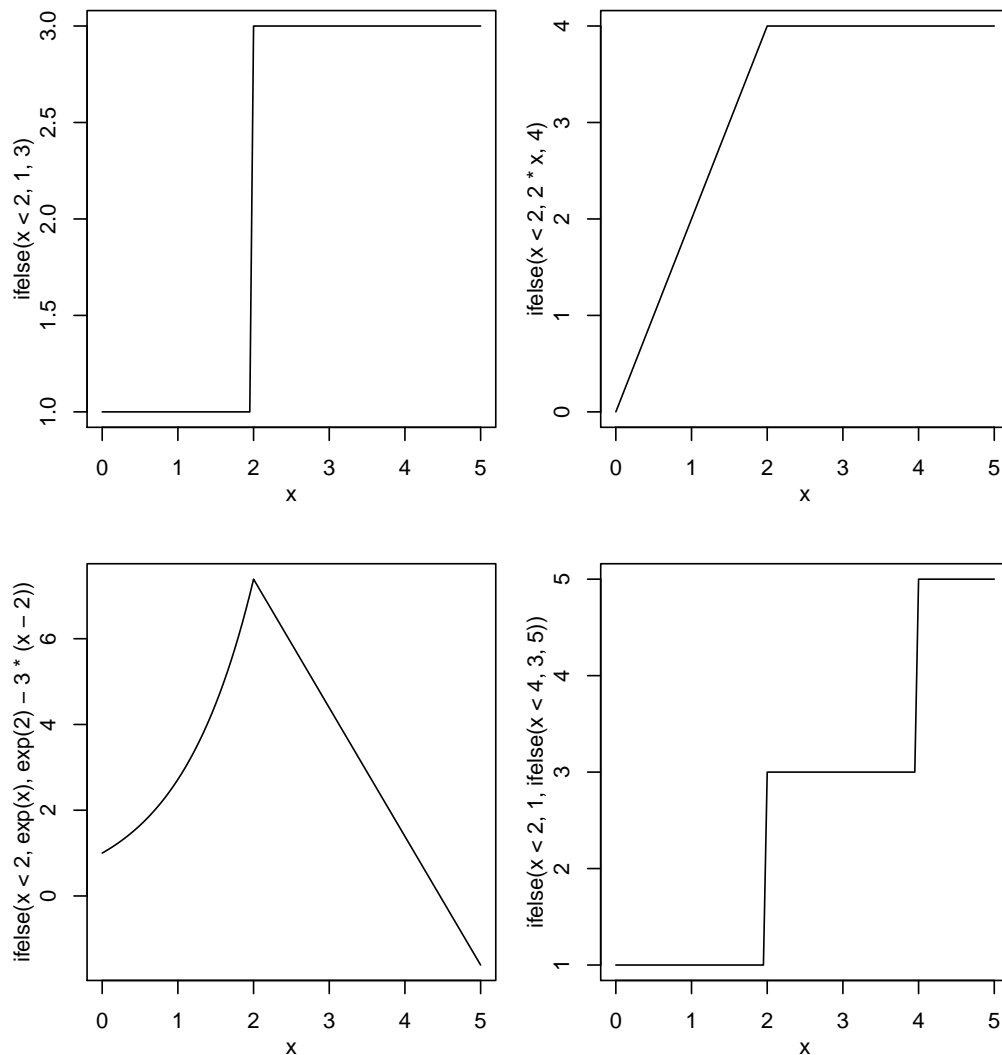 ifelse(x < 2, 1, 3)
3.0
2.5
2.0
1.5
1.0
0 1 2 3 4 5
x
ifelse(x < 2, 2 * x, 4)
4
3
2
1
0
0 1 2 3 4 5
x
ifelse(x < 2, exp(x), exp(2) − 3 * (x − 2))
6
4
2
0
0 1 2 3 4 5
x
ifelse(x < 2, 1, ifelse(x < 4, 3, 5))
5
4
3
2
1
0 1 2 3 4 5
x